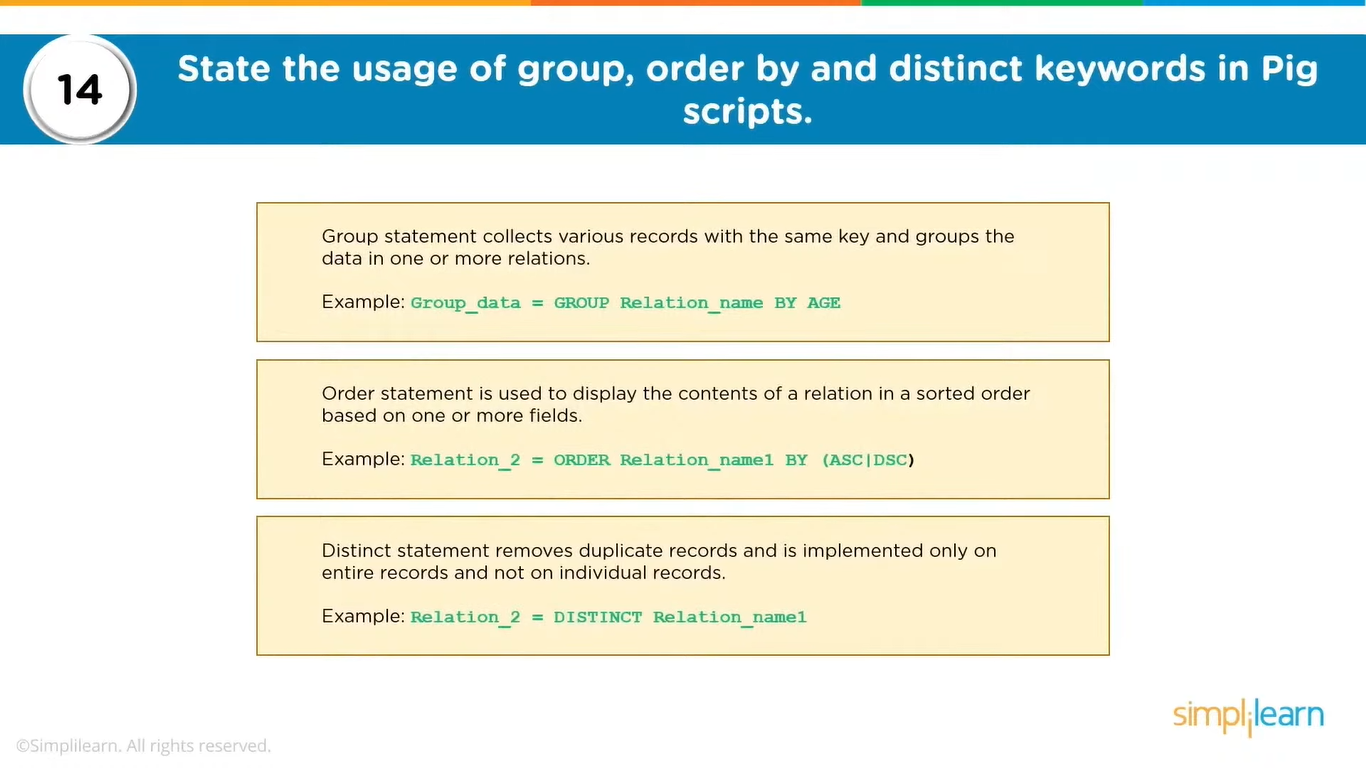 14
State the usage of group, order by and distinct keywords in Pig
scripts.
Group statement collects various records with the same key and groups the
data in one or more relations.
Example: Group_data = GROUP Relation_name BY AGE
Order statement is used to display the contents of a relation in a sorted order
based on one or more fields.
Example: Relation_2 = ORDER Relation_name1 BY (ASC|DSC)
Distinct statement removes duplicate records and is implemented only on
entire records and not on individual records.
Example: Relation_2 = DISTINCT Relation_name1
simplilearn
©Simplilearn. All rights reserved.